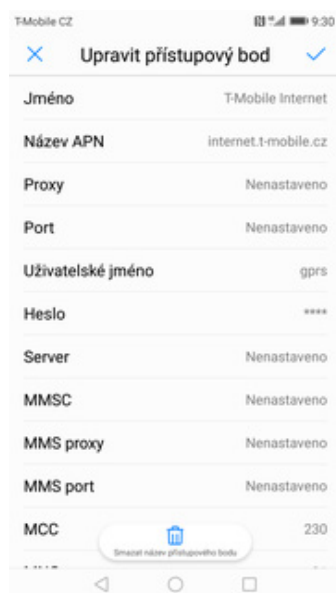 T-Mobile CZ 9:30
Upravit přístupový bod
Jméno T-Mobile Internet
Název APN internet.t-mobile.cz
Proxy Nenastaveno
Port Nenastaveno
Uživatelské jméno gprs
Heslo ****
Server Nenastaveno
MMSC Nenastaveno
MMS proxy Nenastaveno
MMS port Nenastaveno
MCC 230
Smazat název přístupového bodu